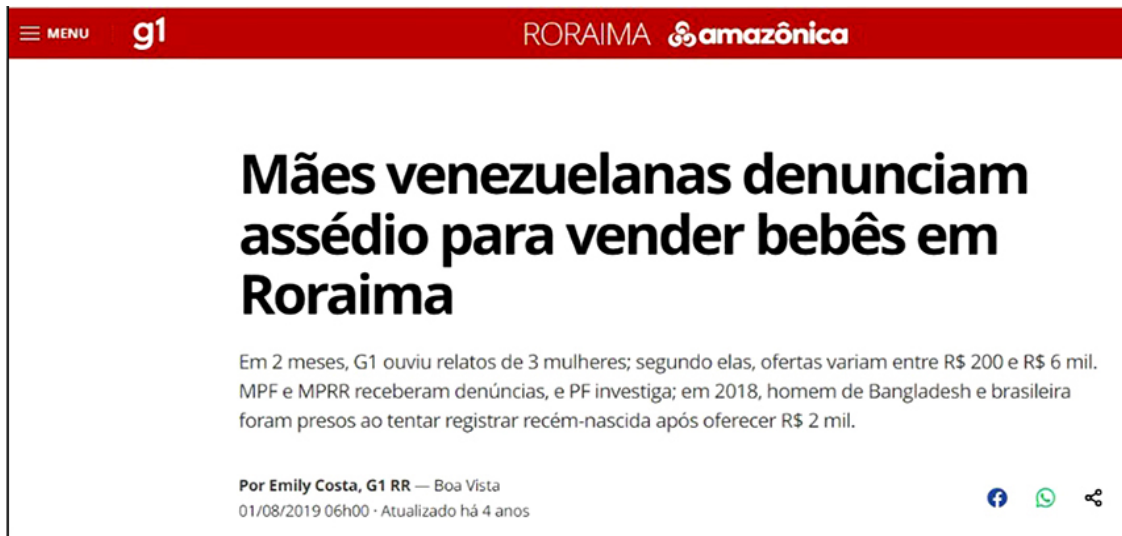 MENU g1 RORAIMA amazônica
Mães venezuelanas denunciam
assédio para vender bebês em
Roraima
Em 2 meses, G1 ouviu relatos de 3 mulheres; segundo elas, ofertas variam entre R$ 200 e R$ 6 mil.
MPF e MPRR receberam denúncias, e PF investiga; em 2018, homem de Bangladesh e brasileira
foram presos ao tentar registrar recém-nascida após oferecer R$ 2 mil.
Por Emily Costa, G1 RR — Boa Vista
01/08/2019 06h00 · Atualizado há 4 anos